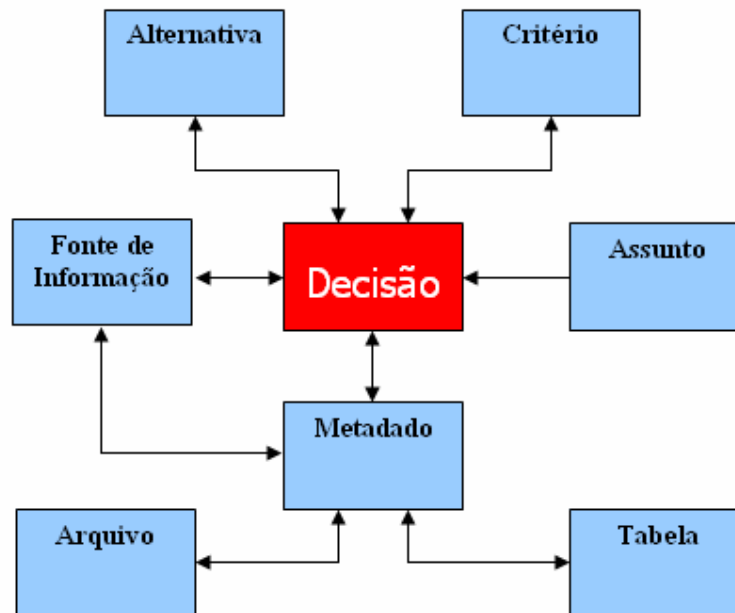 Alternativa
Critério
Fonte de
Informação
Decisão
Assunto
Metadado
Arquivo
Tabela